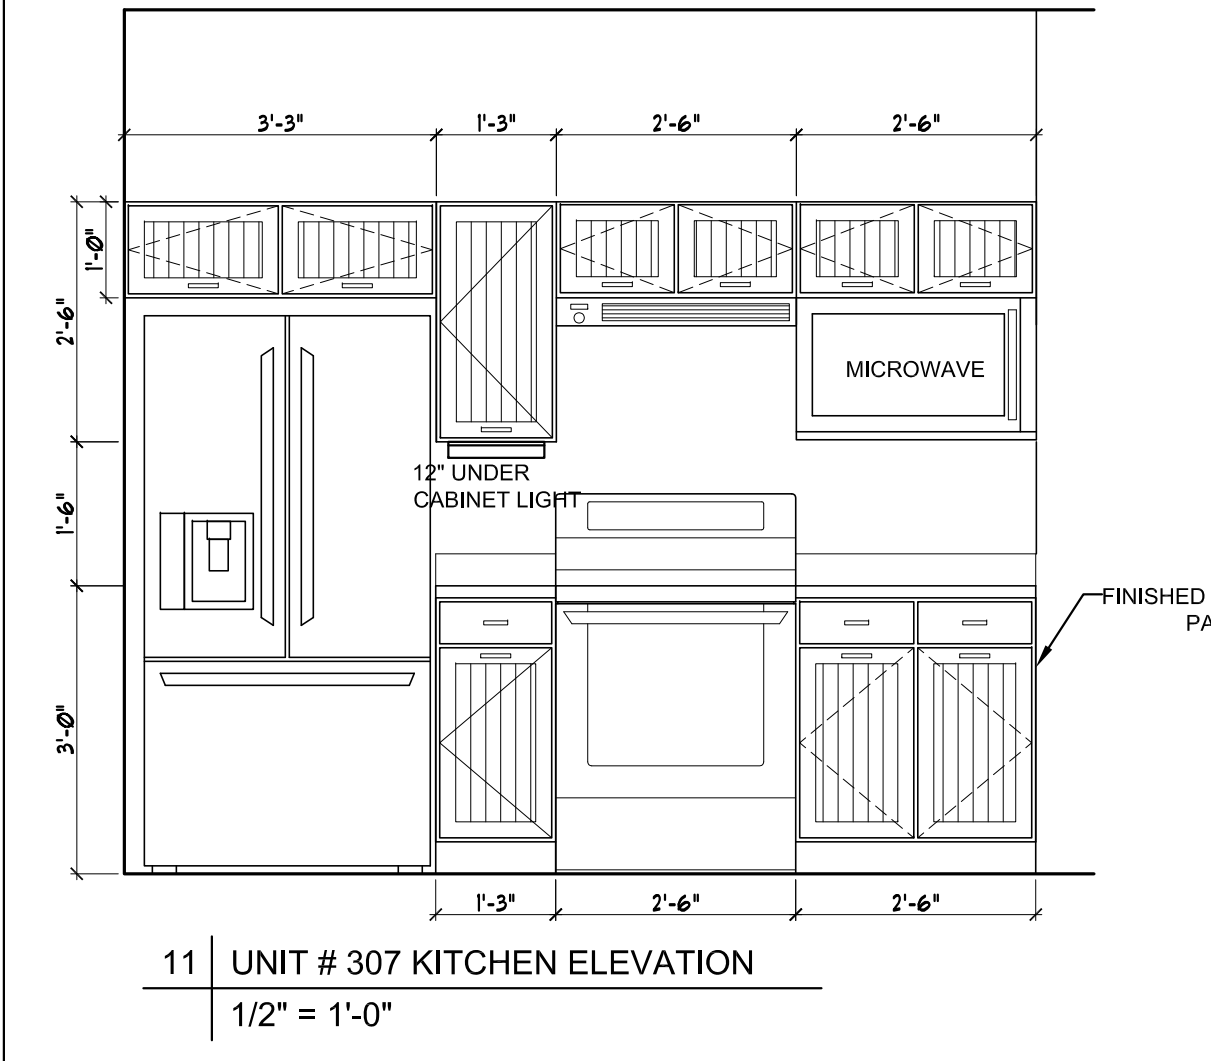 3'-3" 1'-3" 2'-6" 2'-6"
1'-0"
2'-6"
MICROWAVE
12" UNDER
CABINET LIGHT
1'-6"
FINISHED
PA
3'-0"
1'-3" 2'-6" 2'-6"
11 UNIT # 307 KITCHEN ELEVATION
1/2" = 1'-0"